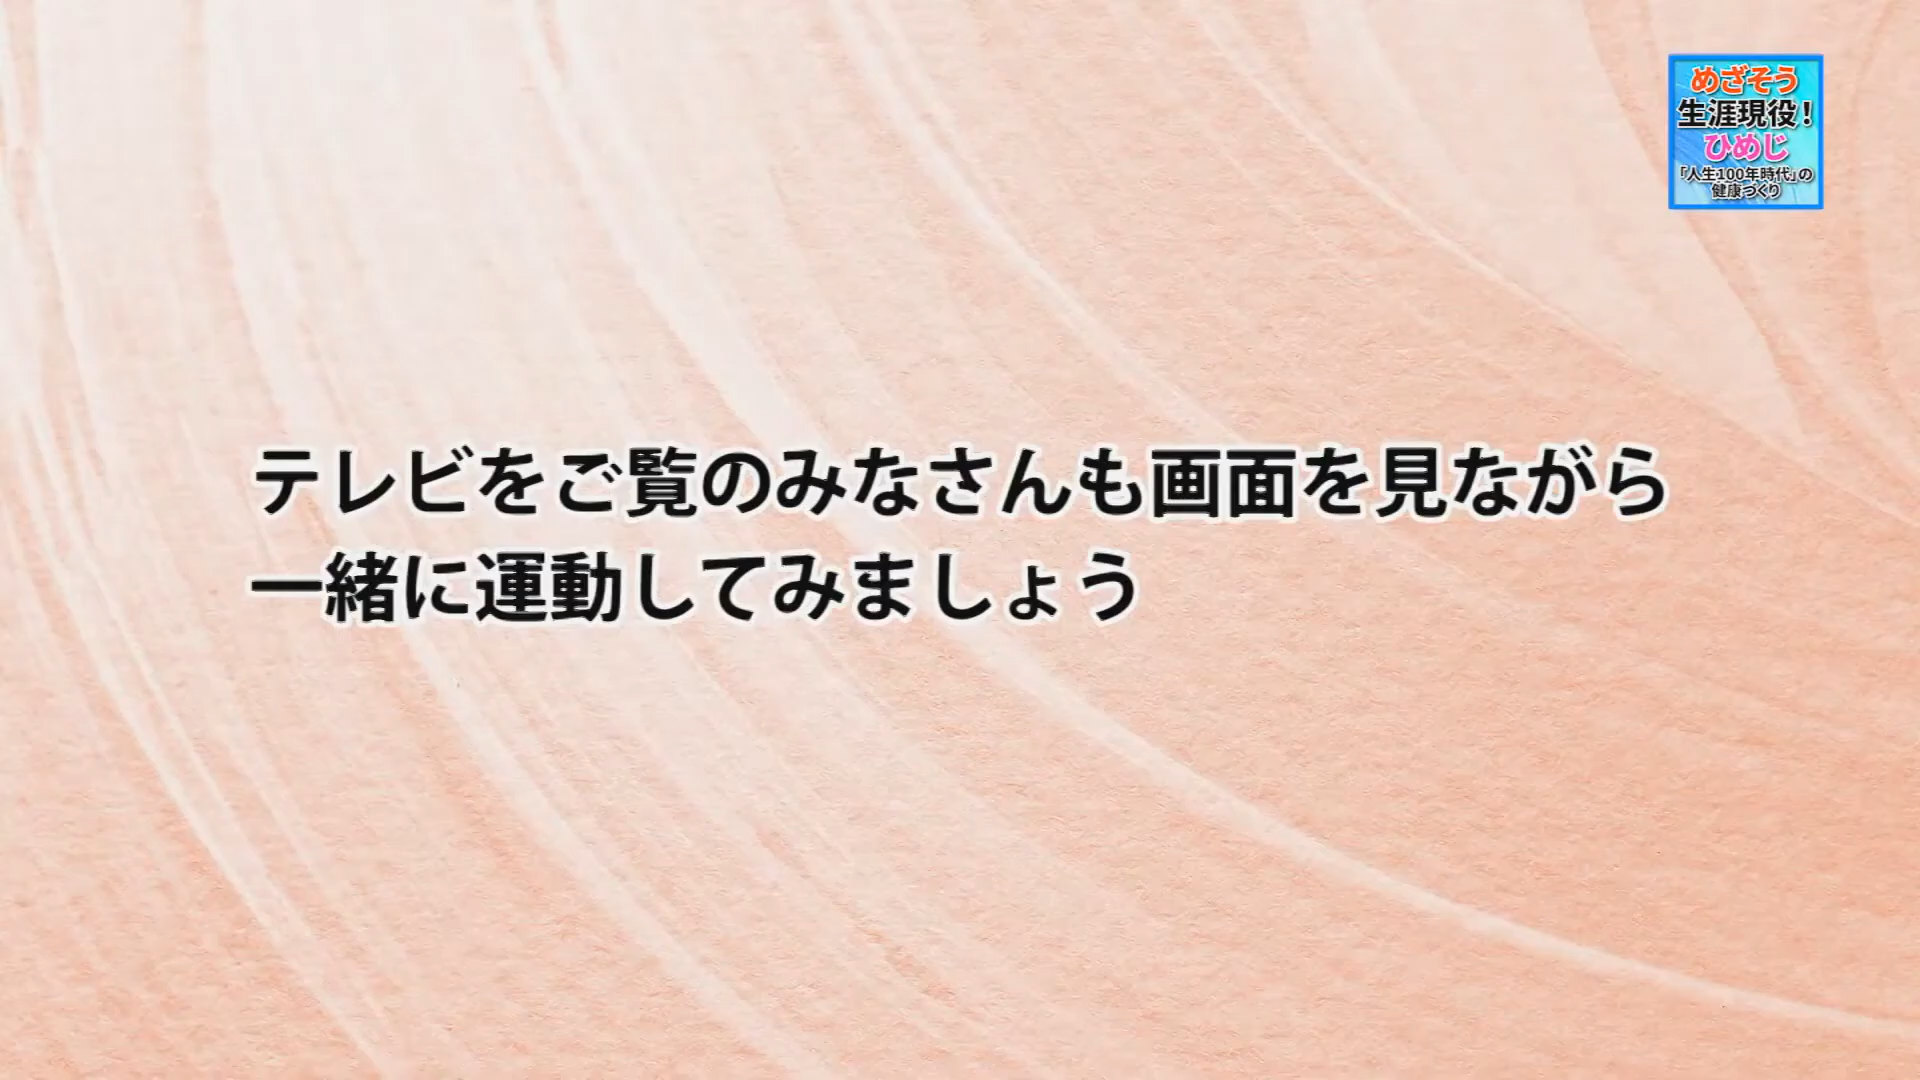 めざそう
生涯現役！
ひめじ
「人生100年時代」の
健康づくり
テレビをご覧のみなさんも画面を見ながら
一緒に運動してみましょう